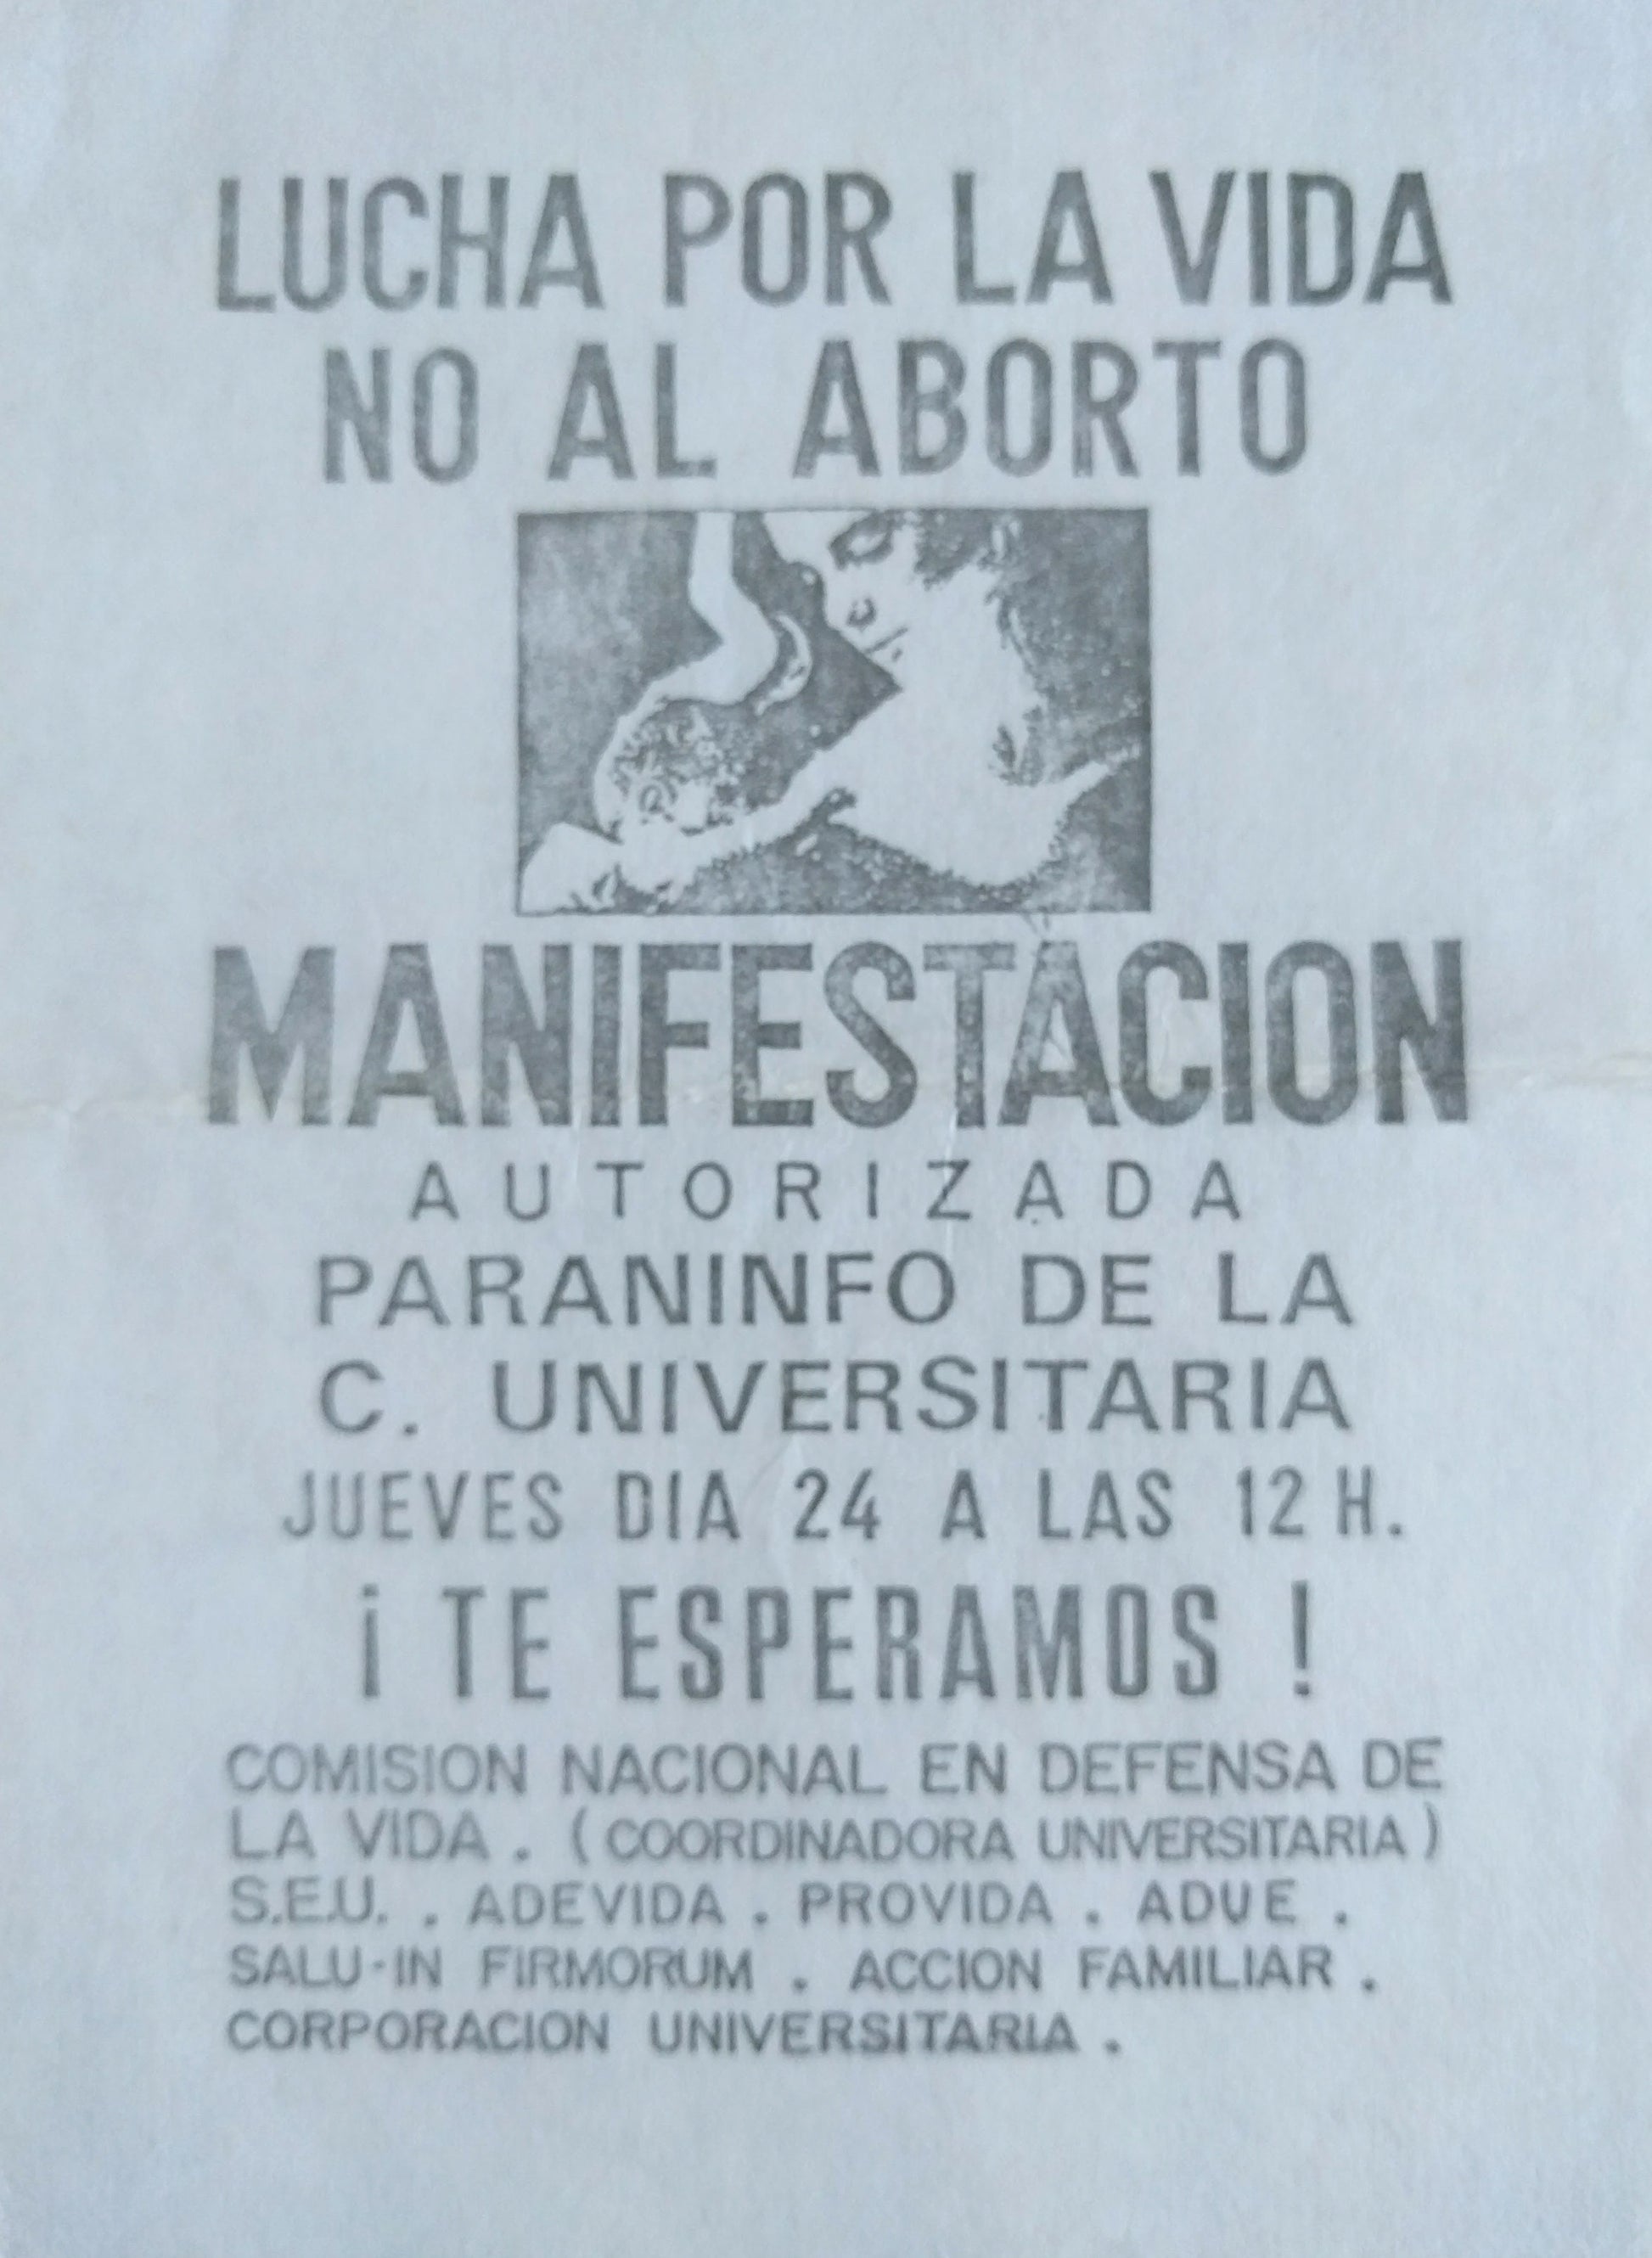 LUCHA POR LA VIDA
NO AL ABORTO
MANIFESTACION
AUTORIZADA
PARANINFO DE LA
C. UNIVERSITARIA
JUEVES DIA 24 A LAS 12 H.
¡ TE ESPERAMOS !
COMISION NACIONAL EN DEFENSA DE
LA VIDA . ( COORDINADORA UNIVERSITARIA )
S.E.U. . ADEVIDA . PROVIDA . ADUE .
SALU-IN FIRMORUM . ACCION FAMILIAR .
CORPORACION UNIVERSITARIA .